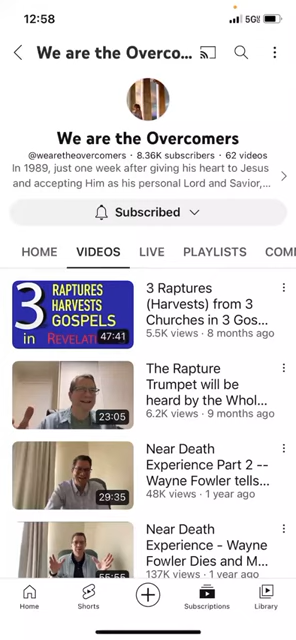 12:58
5G
We are the Overco...
We are the Overcomers
@wearetheovercomers · 8.36K subscribers · 62 videos
In 1989, just one week after giving his heart to Jesus
and accepting Him as his personal Lord and Savior,...
Subscribed
HOME VIDEOS LIVE PLAYLISTS COM
3 RAPTURES
HARVESTS
GOSPELS
in REVELATI
47:41
3 Raptures
(Harvests) from 3
Churches in 3 Gos...
5.5K views · 8 months ago
23:05
The Rapture
Trumpet will be
heard by the Whol...
6.2K views · 9 months ago
29:35
Near Death
Experience Part 2 --
Wayne Fowler tells...
48K views · 1 year ago
Near Death
Experience - Wayne
Fowler Dies and M...
137K views · 1 year ago
Home Shorts Subscriptions Library